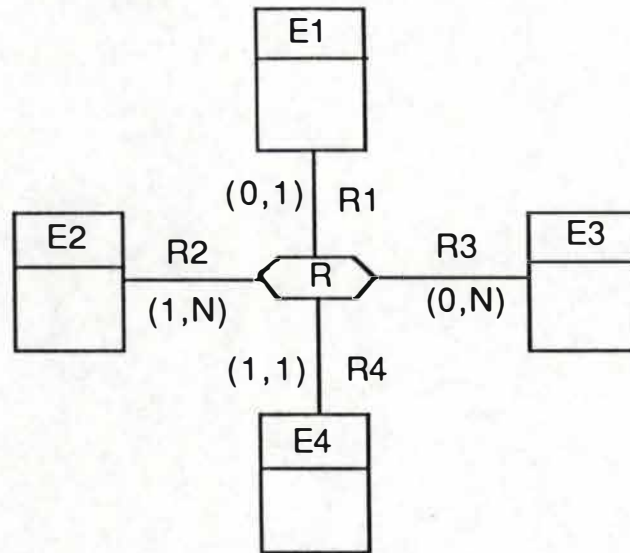 E1
(0,1) R1
E2
R2
R
R3
E3
(1,N)
(0,N)
(1,1) R4
E4